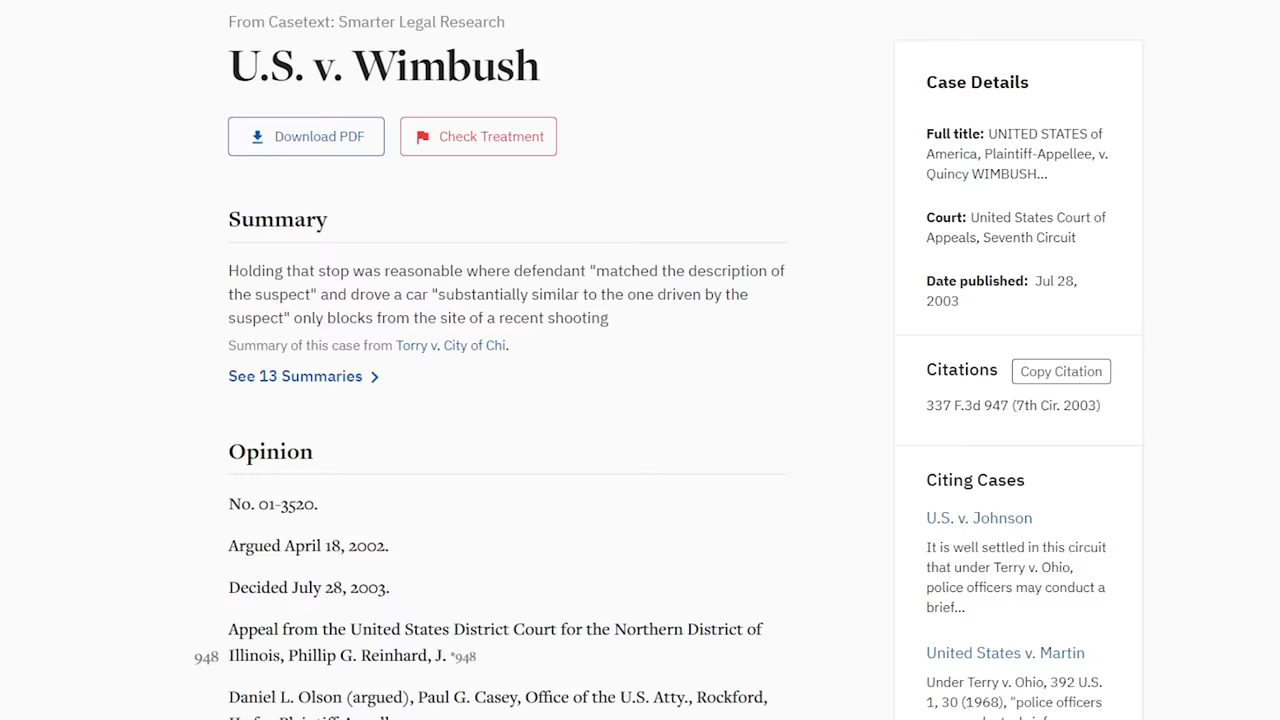 From Casetext: Smarter Legal Research
U.S. v. Wimbush
Download PDF
Check Treatment
Summary
Holding that stop was reasonable where defendant "matched the description of
the suspect" and drove a car "substantially similar to the one driven by the
suspect" only blocks from the site of a recent shooting
Summary of this case from Torry v. City of Chi.
See 13 Summaries
Opinion
No. 01-3520.
Argued April 18, 2002.
Decided July 28, 2003.
Appeal from the United States District Court for the Northern District of
948 Illinois, Phillip G. Reinhard, J. *948
Daniel L. Olson (argued), Paul G. Casey, Office of the U.S. Atty., Rockford,
Case Details
Full title: UNITED STATES of
America, Plaintiff-Appellee, v.
Quincy WIMBUSH...
Court: United States Court of
Appeals, Seventh Circuit
Date published: Jul 28,
2003
Citations
Copy Citation
337 F.3d 947 (7th Cir. 2003)
Citing Cases
U.S. v. Johnson
It is well settled in this circuit
that under Terry v. Ohio,
police officers may conduct a
brief...
United States v. Martin
Under Terry v. Ohio, 392 U.S.
1, 30 (1968), "police officers